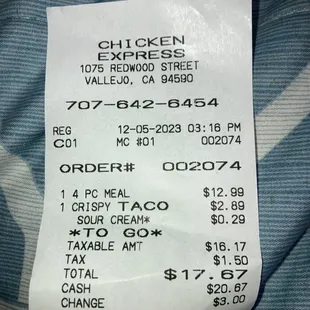 CHICKEN
EXPRESS
1075 REDWOOD STREET
VALLEJO, CA 94590
707-642-6454
REG 12-05-2023 03:16 PM
C01 MC #01 002074
ORDER# 002074
1 4 PC MEAL $12.99
1 CRISPY TACO $2.89
SOUR CREAM* $0.29
*TO GO*
TAXABLE AMT $16.17
TAX $1.50
TOTAL $17.67
CASH $20.67
CHANGE $3.00